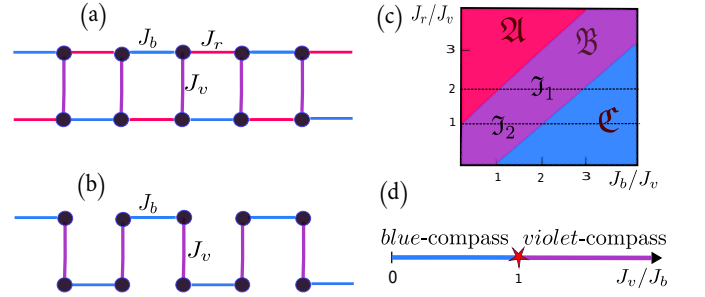 (a)
J_b J_r
J_v
(b)
J_b
J_v
(c) J_r/J_v
𝔄 𝔅
3
2
ℑ_1
1
ℑ_2 ℭ
1 2 3 J_b/J_v
(d)
blue-compass violet-compass
0 1 J_v/J_b